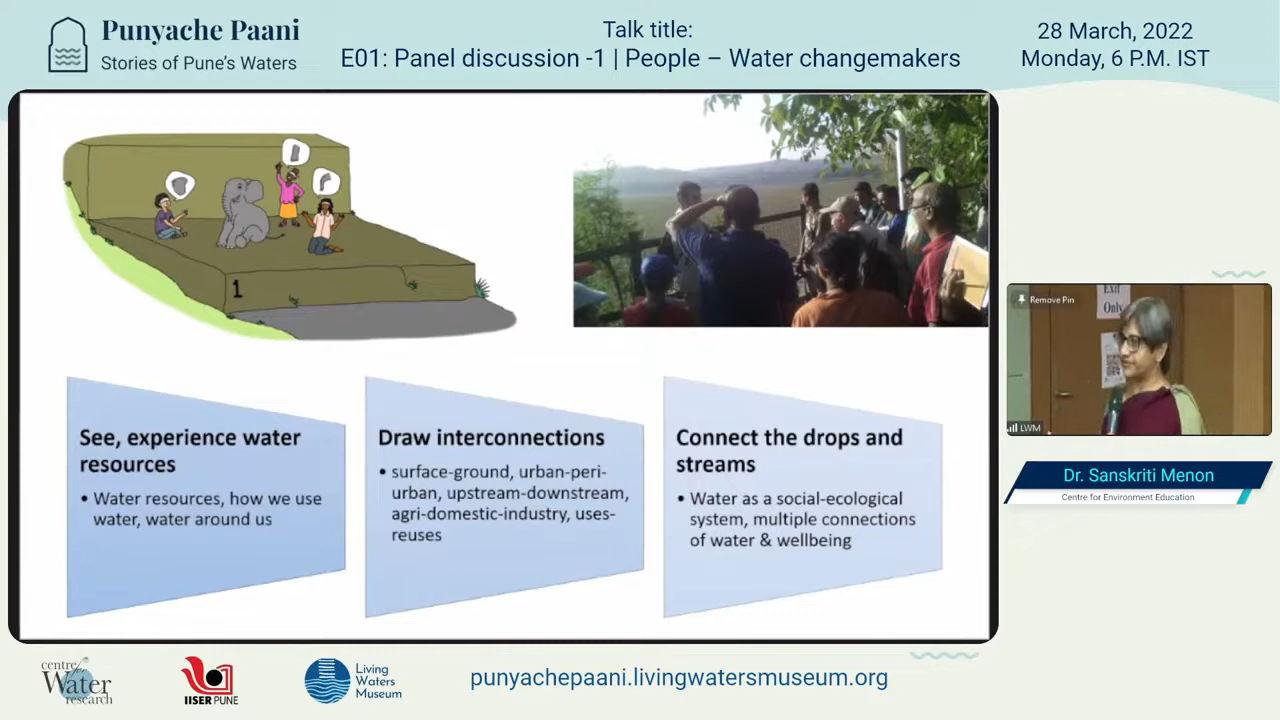 Punyache Paani
Stories of Pune's Waters
Talk title:
E01: Panel discussion -1 | People – Water changemakers
28 March, 2022
Monday, 6 P.M. IST
1
See, experience water
resources
• Water resources, how we use
water, water around us
Draw interconnections
• surface-ground, urban-peri-
urban, upstream-downstream,
agri-domestic-industry, uses-
reuses
Connect the drops and
streams
• Water as a social-ecological
system, multiple connections
of water & wellbeing
Remove Pin
Exit
Only
LWM
Dr. Sanskriti Menon
Centre for Environment Education
centre
for
Water
research
IISER PUNE
Living
Waters
Museum
punyachepaani.livingwatersmuseum.org